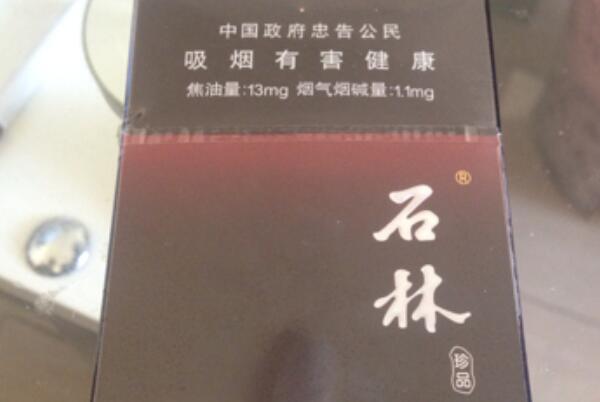 中国政府忠告公民
吸烟有害健康
焦油量:13mg 烟气烟碱量:1.1mg
®
石林
珍品